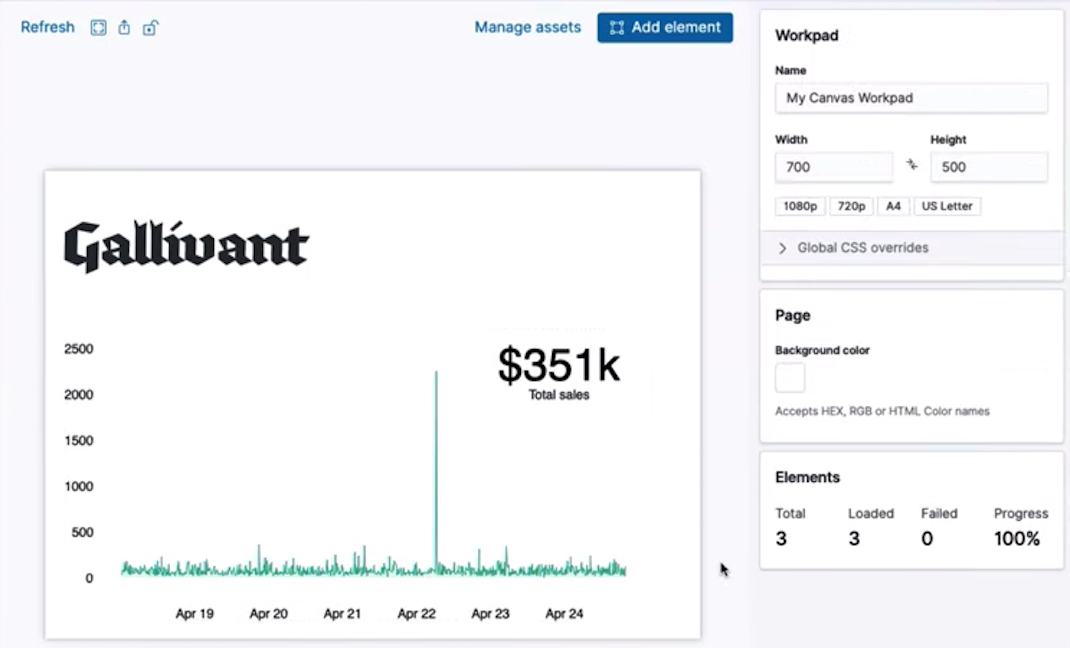 Refresh
Manage assets
Add element
Workpad
Name
My Canvas Workpad
Width Height
700 500
1080p 720p A4 US Letter
Global CSS overrides
Page
Background color
Accepts HEX, RGB or HTML Color names
Elements
Total Loaded Failed Progress
3 3 0 100%
Gallivant
$351k
Total sales
2500
2000
1500
1000
500
0
Apr 19 Apr 20 Apr 21 Apr 22 Apr 23 Apr 24